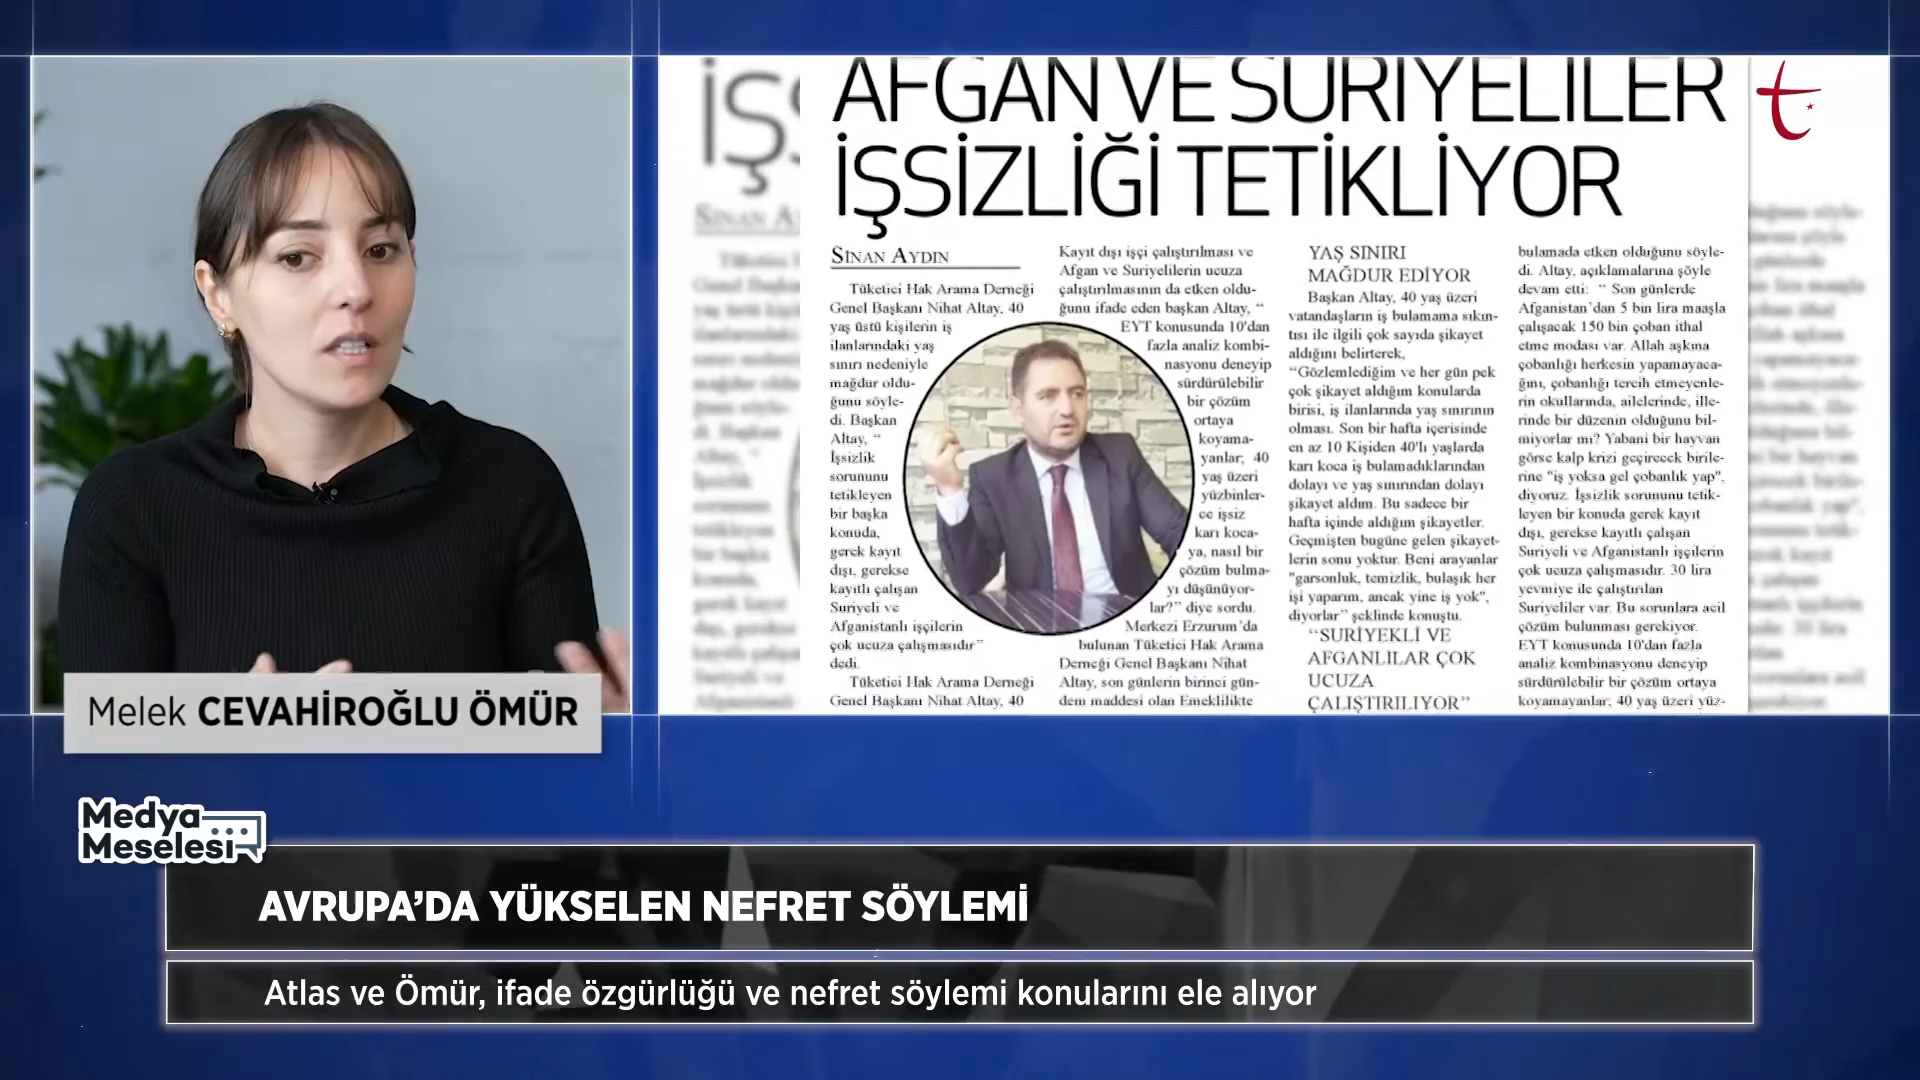 AFGAN VE SURİYELİLER
İŞSİZLİĞİ TETİKLİYOR
SİNAN AYDIN
Tüketici Hak Arama Derneği
Genel Başkanı Nihat Altay, 40
yaş üstü kişilerin iş
ilanlarındaki yaş
sınırı nedeniyle
mağdur oldu-
ğunu söyle-
di. Başkan
Altay, “
İşsizlik
sorununu
tetikleyen
bir başka
konuda,
gerek kayıt
dışı, gerekse
kayıtlı çalışan
Suriyeli ve
Afganistanlı işçilerin
çok ucuza çalışmasıdır”
dedi.
Tüketici Hak Arama Derneği
Genel Başkanı Nihat Altay, 40
Kayıt dışı işçi çalıştırılması ve
Afgan ve Suriyelilerin ucuza
çalıştırılmasının da etken oldu-
ğunu ifade eden başkan Altay, “
EYT konusunda 10'dan
fazla analiz kombi-
nasyonu deneyip
sürdürülebilir
bir çözüm
ortaya
koyama-
yanlar; 40
yaş üzeri
yüzbinler-
ce işsiz
karı koca-
ya, nasıl bir
çözüm bulma-
yı düşünüyor-
lar?” diye sordu.
Merkezi Erzurum’da
bulunan Tüketici Hak Arama
Derneği Genel Başkanı Nihat
Altay, son günlerin birinci gün-
dem maddesi olan Emeklilikte
YAŞ SINIRI
MAĞDUR EDİYOR
Başkan Altay, 40 yaş üzeri
vatandaşların iş bulamama sıkın-
tısı ile ilgili çok sayıda şikayet
aldığını belirterek,
“Gözlemlediğim ve her gün pek
çok şikayet aldığım konularda
birisi, iş ilanlarında yaş sınırının
olması. Son bir hafta içerisinde
en az 10 Kişiden 40'lı yaşlarda
karı koca iş bulamadıklarından
dolayı ve yaş sınırından dolayı
şikayet aldım. Bu sadece bir
hafta içinde aldığım şikayetler.
Geçmişten bugüne gelen şikayet-
lerin sonu yoktur. Beni arayanlar
"garsonluk, temizlik, bulaşık her
işi yaparım, ancak yine iş yok",
diyorlar” şeklinde konuştu.
“SURİYEKLİ VE
AFGANLILAR ÇOK
UCUZA
ÇALIŞTIRILIYOR”
bulamada etken olduğunu söyle-
di. Altay, açıklamalarına şöyle
devam etti: “ Son günlerde
Afganistan’dan 5 bin lira maaşla
çalışacak 150 bin çoban ithal
etme modası var. Allah aşkına
çobanlığı herkesin yapamayaca-
ğını, çobanlığı tercih etmeyenle-
rin okullarında, ailelerinde, ille-
rinde bir düzenin olduğunu bil-
miyorlar mı? Yabani bir hayvan
görse kalp krizi geçirecek birile-
rine "iş yoksa gel çobanlık yap",
diyoruz. İşsizlik sorununu tetik-
leyen bir konuda gerek kayıt
dışı, gerekse kayıtlı çalışan
Suriyeli ve Afganistanlı işçilerin
çok ucuza çalışmasıdır. 30 lira
yevmiye ile çalıştırılan
Suriyeliler var. Bu sorunlara acil
çözüm bulunması gerekiyor.
EYT konusunda 10'dan fazla
analiz kombinasyonu deneyip
sürdürülebilir bir çözüm ortaya
koyamayanlar; 40 yaş üzeri yüz-
Melek CEVAHİROĞLU ÖMÜR
Medya
Meselesi
AVRUPA’DA YÜKSELEN NEFRET SÖYLEMİ
Atlas ve Ömür, ifade özgürlüğü ve nefret söylemi konularını ele alıyor